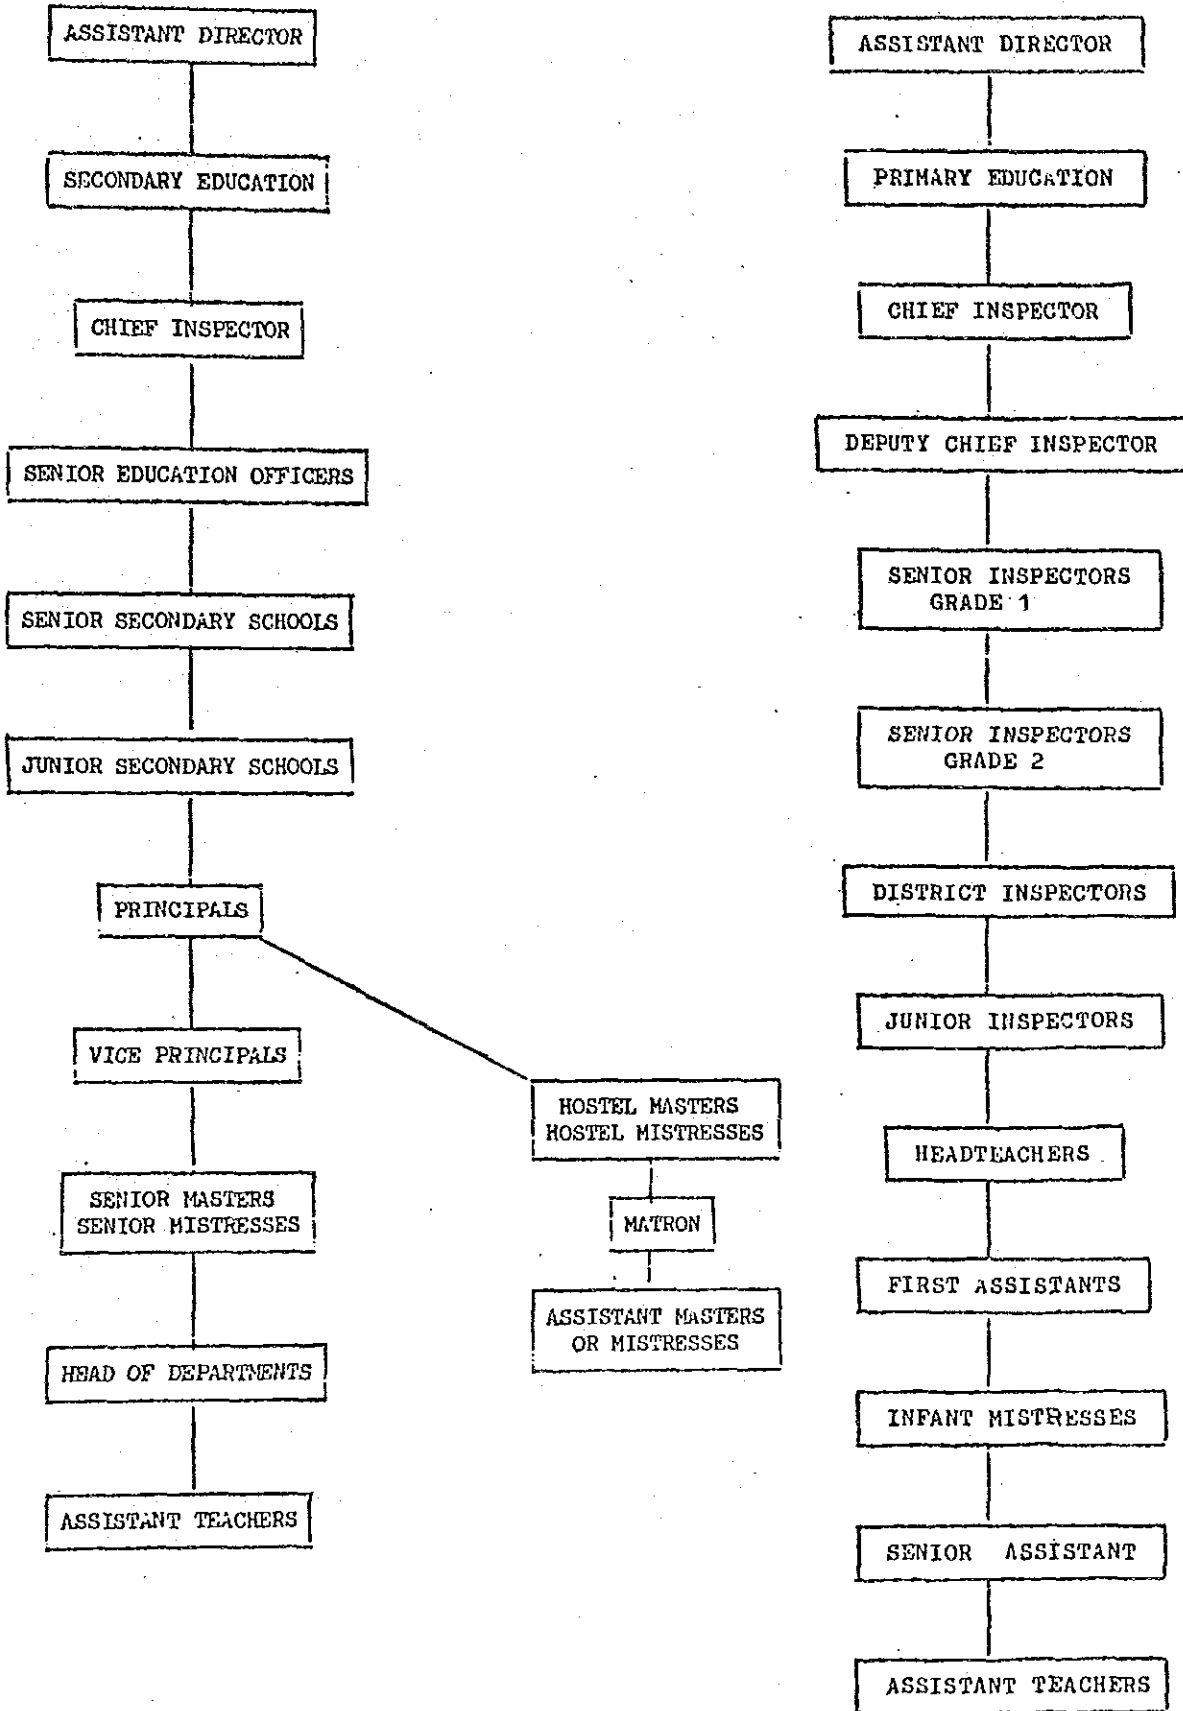 ASSISTANT DIRECTOR
SECONDARY EDUCATION
CHIEF INSPECTOR
SENIOR EDUCATION OFFICERS
SENIOR SECONDARY SCHOOLS
JUNIOR SECONDARY SCHOOLS
PRINCIPALS
VICE PRINCIPALS
SENIOR MASTERS
SENIOR MISTRESSES
HEAD OF DEPARTMENTS
ASSISTANT TEACHERS
HOSTEL MASTERS
HOSTEL MISTRESSES
MATRON
ASSISTANT MASTERS
OR MISTRESSES
ASSISTANT DIRECTOR
PRIMARY EDUCATION
CHIEF INSPECTOR
DEPUTY CHIEF INSPECTOR
SENIOR INSPECTORS
GRADE 1
SENIOR INSPECTORS
GRADE 2
DISTRICT INSPECTORS
JUNIOR INSPECTORS
HEADTEACHERS
FIRST ASSISTANTS
INFANT MISTRESSES
SENIOR ASSISTANT
ASSISTANT TEACHERS